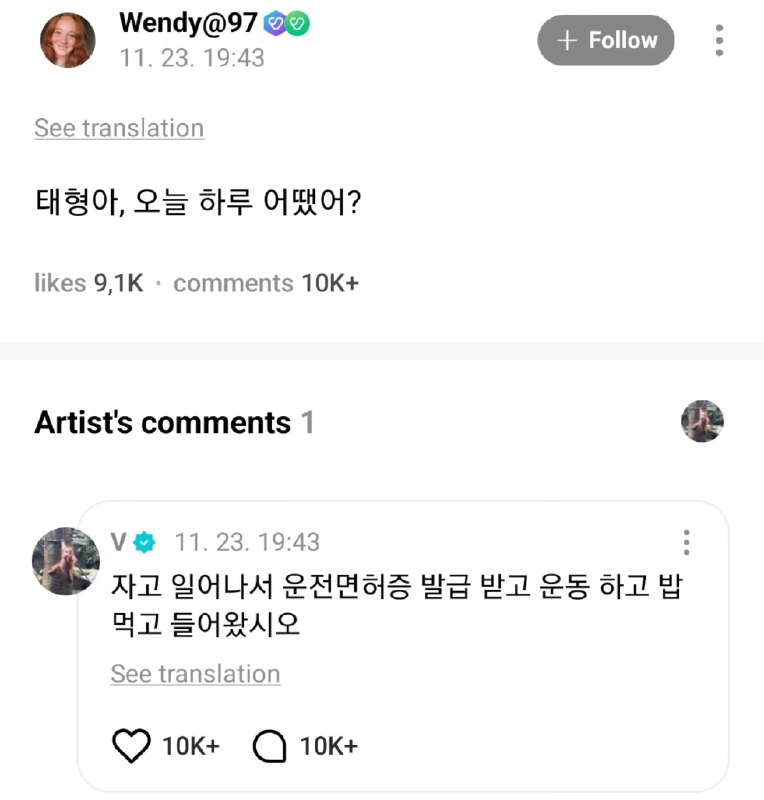 Wendy@97
11. 23. 19:43
+ Follow
See translation
태형아, 오늘 하루 어땠어?
likes 9,1K · comments 10K+
Artist's comments 1
V 11. 23. 19:43
자고 일어나서 운전면허증 발급 받고 운동 하고 밥
먹고 들어왔시오
See translation
10K+ 10K+